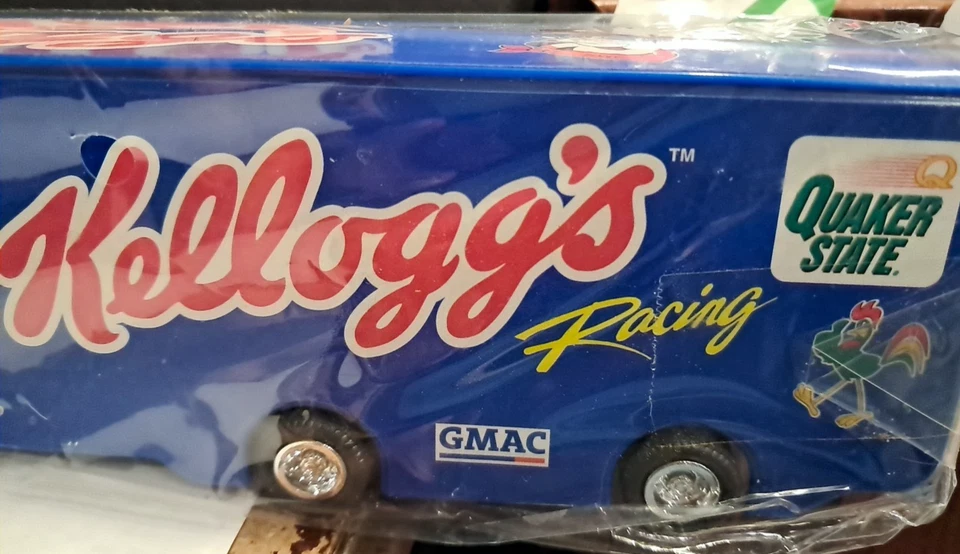 Kellogg's™
Racing
GMAC
Q
QUAKER
STATE.